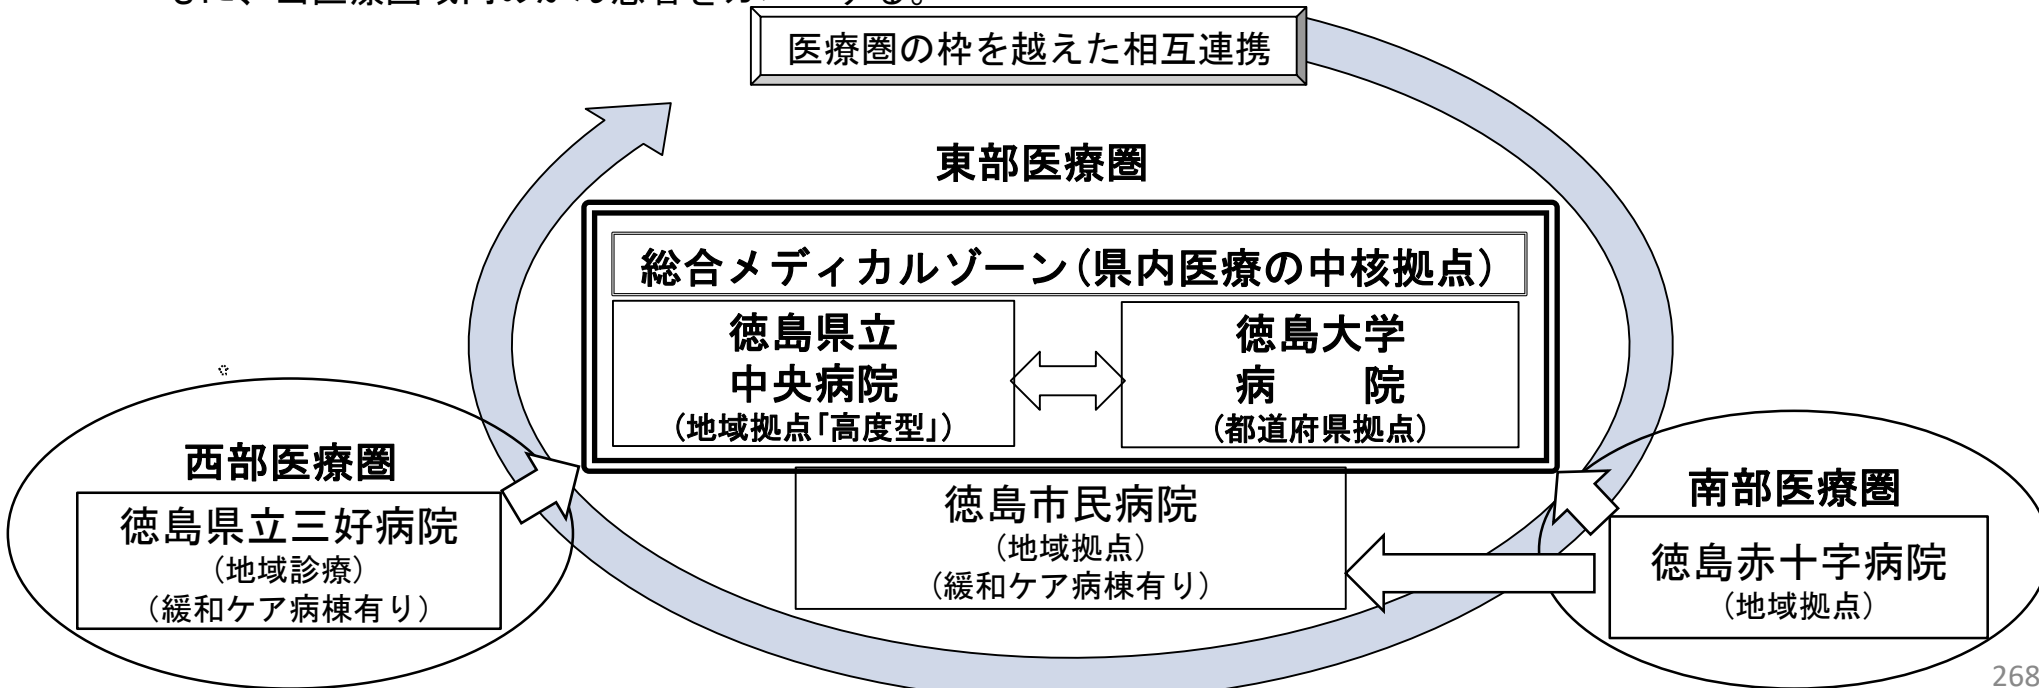 医療圏の枠を越えた相互連携
東部医療圏
総合メディカルゾーン(県内医療の中核拠点)
徳島県立
中央病院
(地域拠点「高度型」)
徳島大学
病　　院
(都道府県拠点)
西部医療圏
徳島県立三好病院
(地域診療)
(緩和ケア病棟有り)
徳島市民病院
(地域拠点)
(緩和ケア病棟有り)
南部医療圏
徳島赤十字病院
(地域拠点)
268